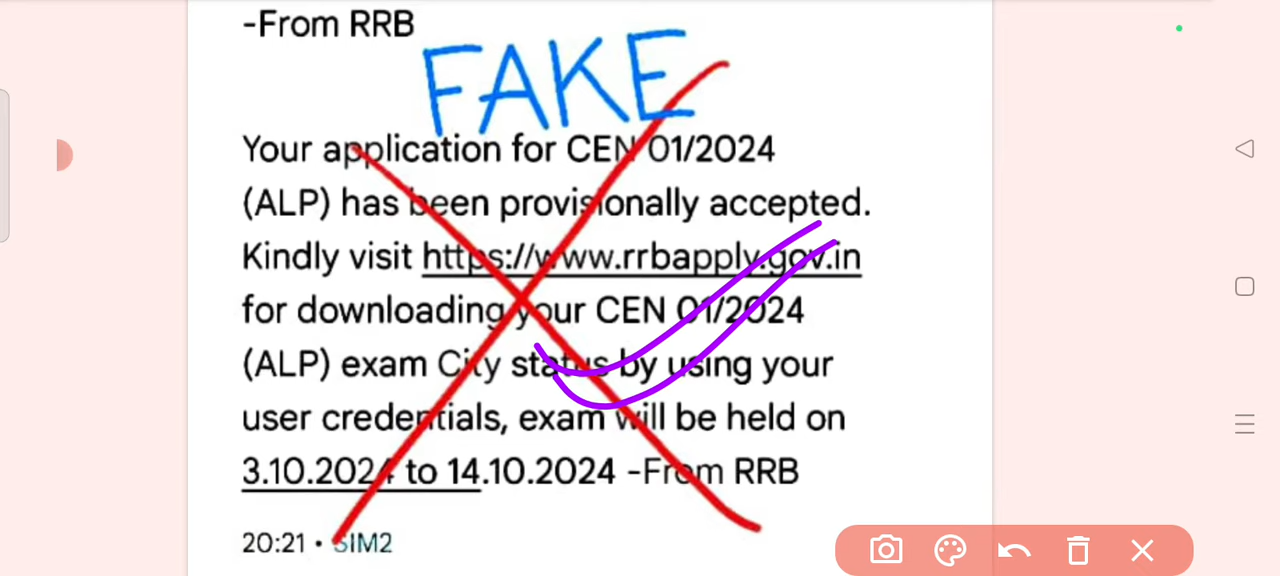 -From RRB
FAKE
Your application for CEN 01/2024
(ALP) has been provisionally accepted.
Kindly visit https://www.rrbapply.gov.in
for downloading your CEN 01/2024
(ALP) exam City status by using your
user credentials, exam will be held on
3.10.2024 to 14.10.2024 -From RRB
20:21 • SIM2